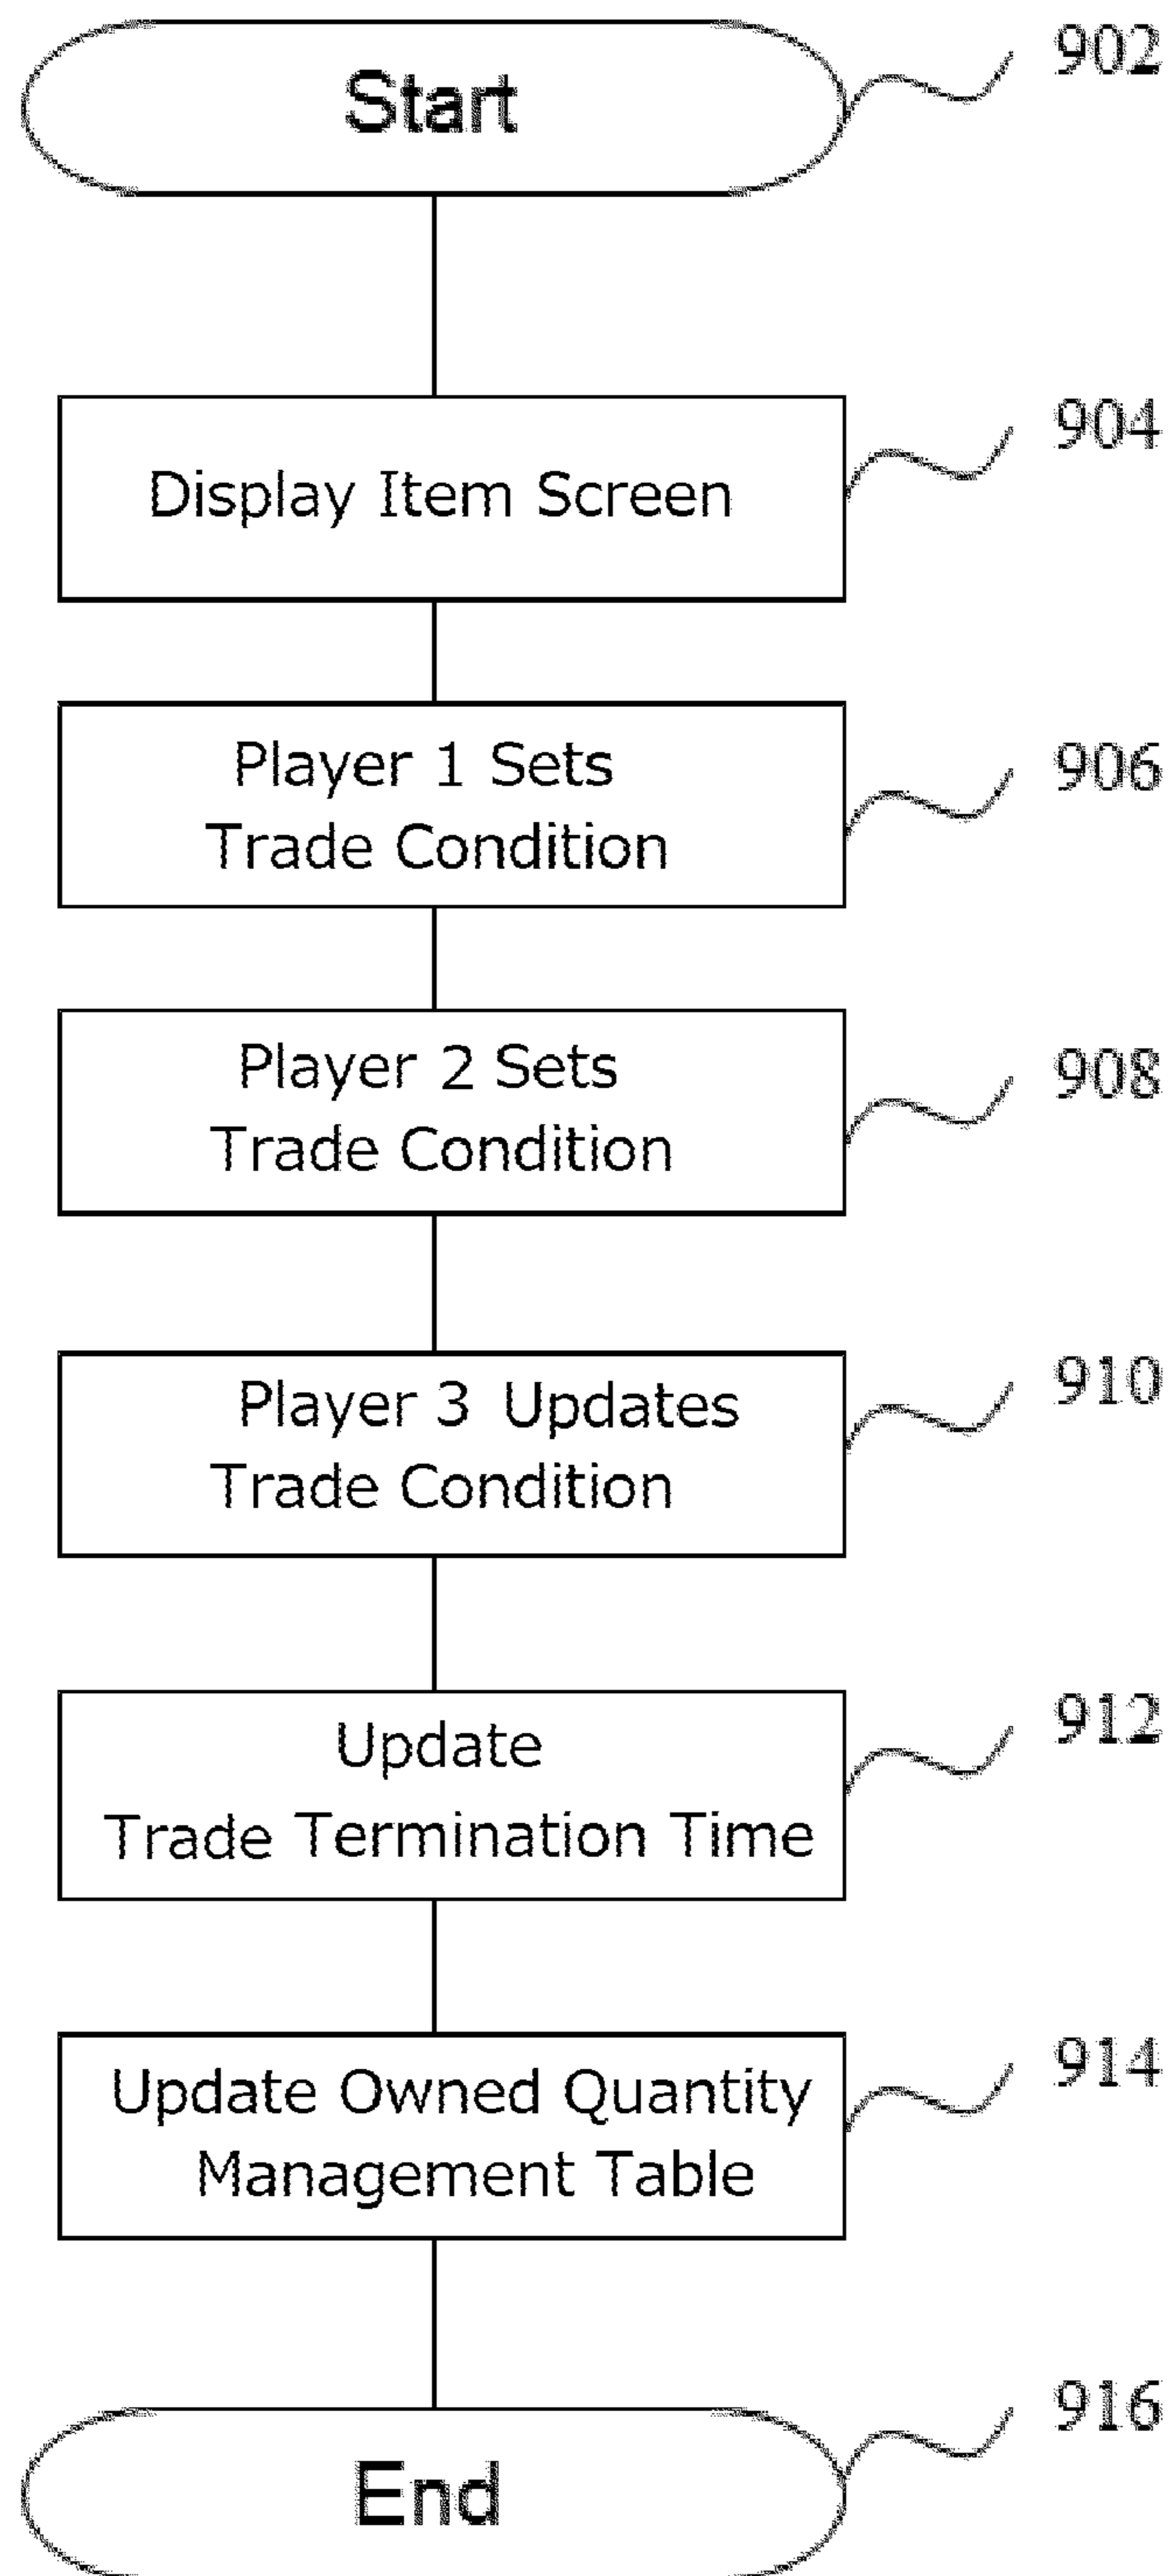 Start
902
Display Item Screen
904
Player 1 Sets
Trade Condition
906
Player 2 Sets
Trade Condition
908
Player 3 Updates
Trade Condition
910
Update
Trade Termination Time
912
Update Owned Quantity
Management Table
914
End
916